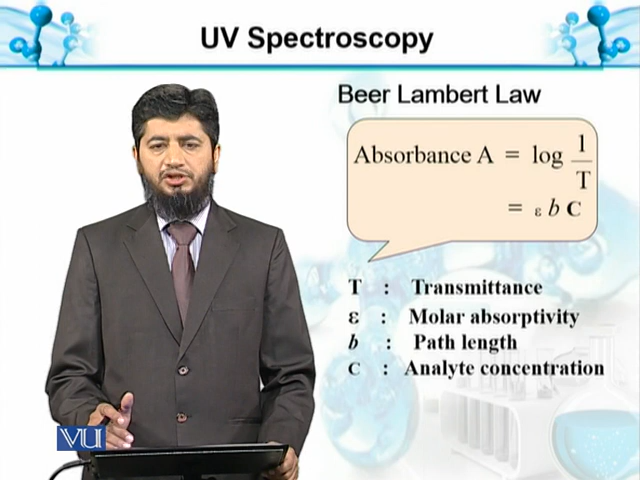 UV Spectroscopy
Beer Lambert Law
Absorbance A = log 1/T
= ε b C
T : Transmittance
ε : Molar absorptivity
b : Path length
C : Analyte concentration
VU